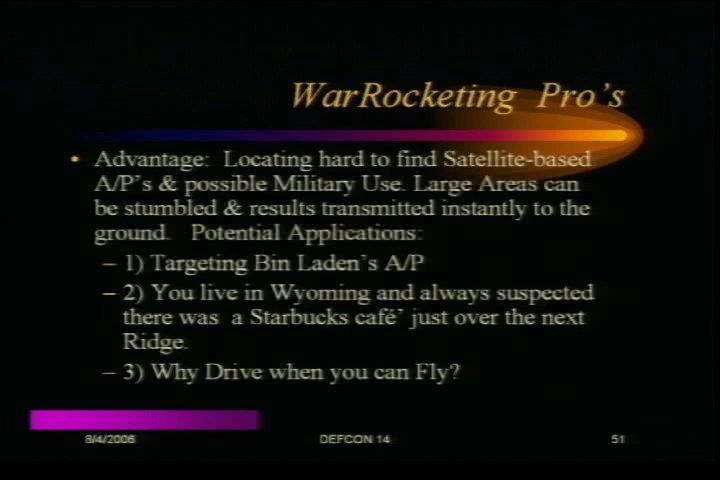 WarRocketing Pro's
• Advantage: Locating hard to find Satellite-based
A/P's & possible Military Use. Large Areas can
be stumbled & results transmitted instantly to the
ground. Potential Applications:
– 1) Targeting Bin Laden's A/P
– 2) You live in Wyoming and always suspected
there was a Starbucks café' just over the next
Ridge.
– 3) Why Drive when you can Fly?
8/4/2006 DEFCON 14 51